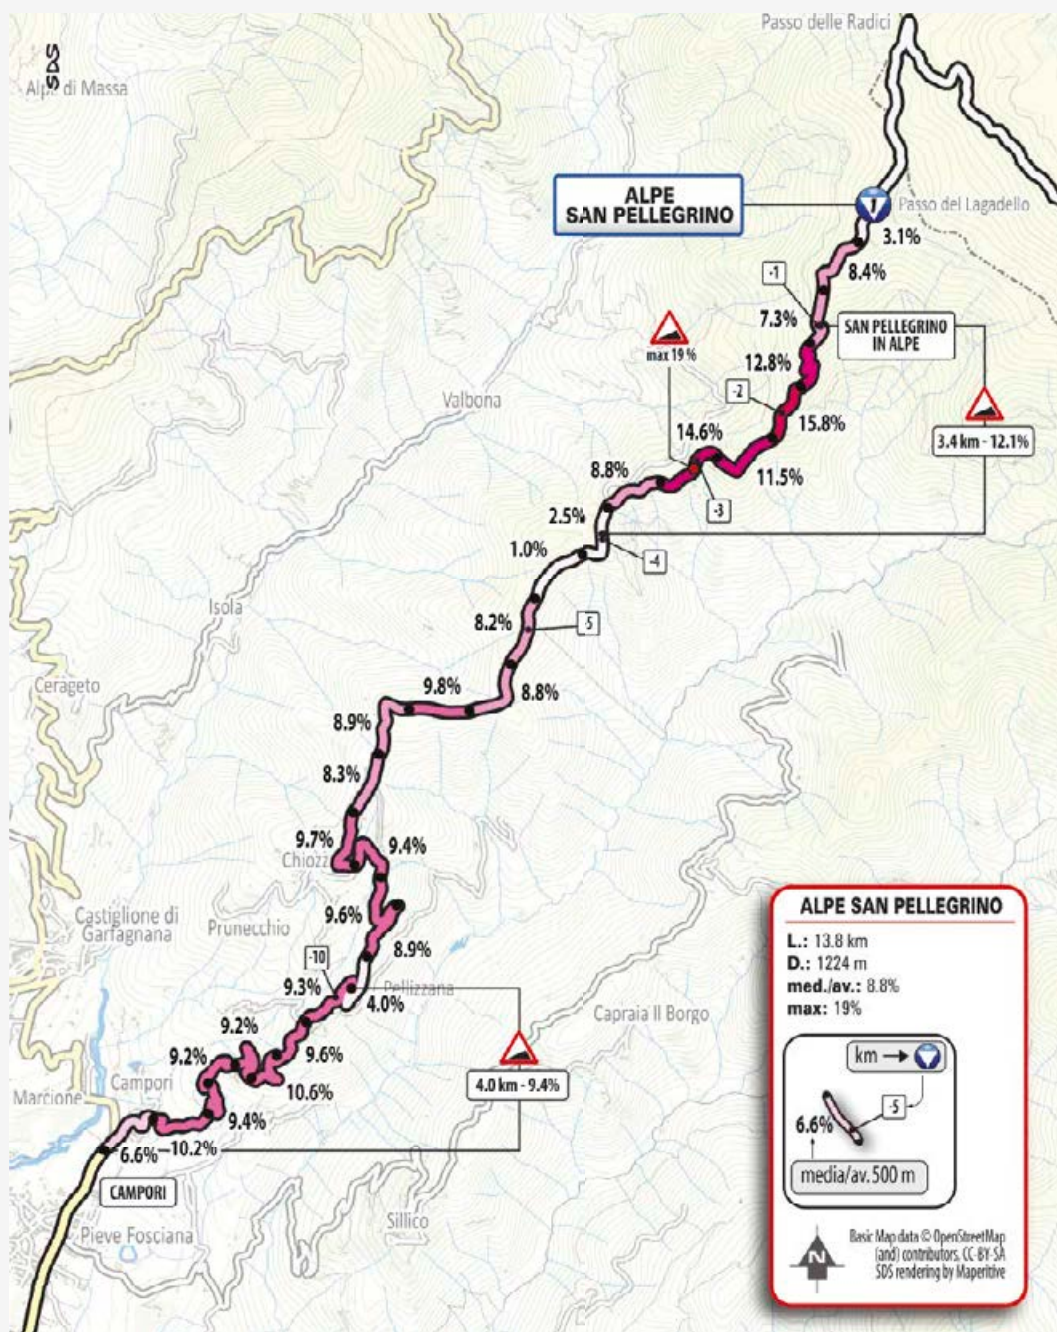 Passo delle Radici
SDS
Alpe di Massa
ALPE
SAN PELLEGRINO
1
Passo del Lagadello
3.1%
-1
8.4%
7.3%
SAN PELLEGRINO
IN ALPE
max 19 %
12.8%
-2
Valbona
15.8%
14.6%
3.4 km - 12.1%
8.8%
11.5%
-3
2.5%
1.0%
-4
Isola
8.2%
-5
Cerageto
9.8%
8.8%
8.9%
8.3%
9.7%
9.4%
Chiozza
Castiglione di
Garfagnana
9.6%
Prunecchio
8.9%
-10
9.3%
Pellizzana
4.0%
Capraia Il Borgo
9.2%
9.2%
9.6%
Campori
10.6%
4.0 km - 9.4%
Marcione
9.4%
10.2%
6.6%
CAMPORI
Sillico
Pieve Fosciana
ALPE SAN PELLEGRINO
L.: 13.8 km
D.: 1224 m
med./av.: 8.8%
max: 19%
km
-5
6.6%
media/av. 500 m
N
Basic Map data © OpenStreetMap
(and) contributors, CC-BY-SA
SDS rendering by Maperitive